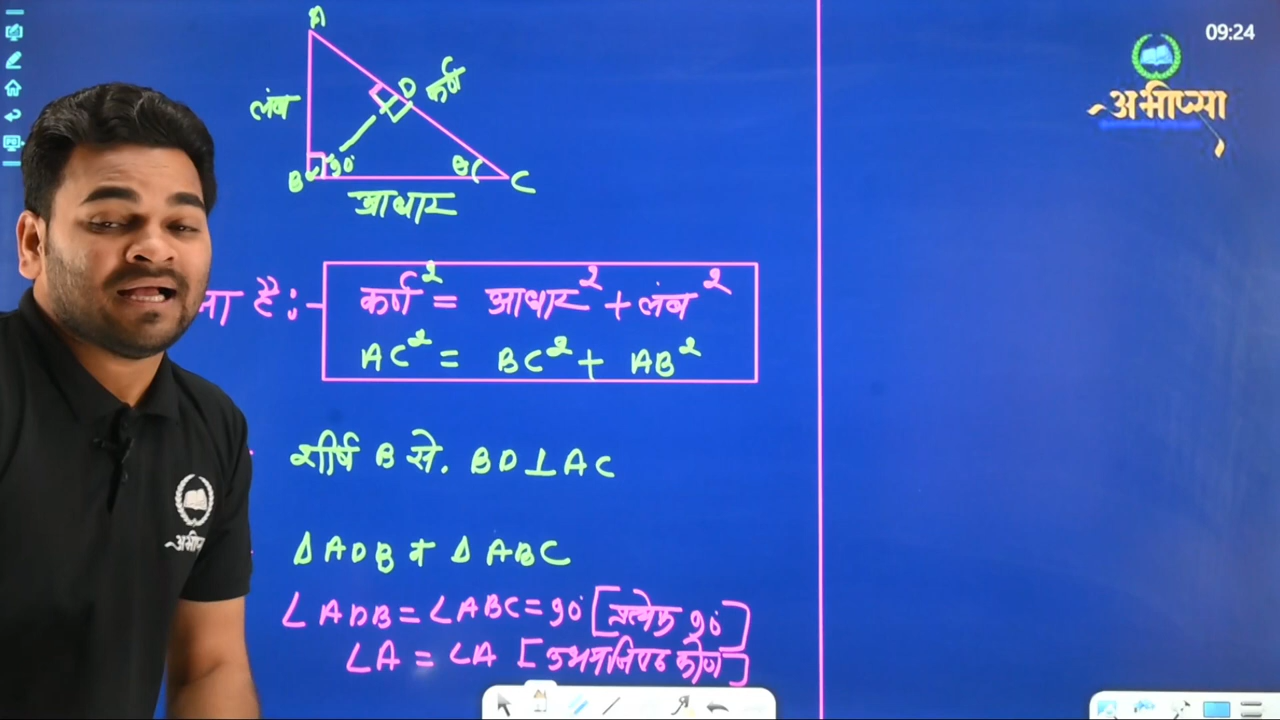 09:24
अभीप्सा
A
लंब
D
कर्ण
B
90°
θ
C
आधार
ना है:-
कर्ण² = आधार² + लंब²
AC² = BC² + AB²
शीर्ष B से. BD⊥AC
ΔADB व ΔABC
∠ADB = ∠ABC = 90° [प्रत्येक 90°]
∠A = ∠A [उभयनिष्ठ कोण]